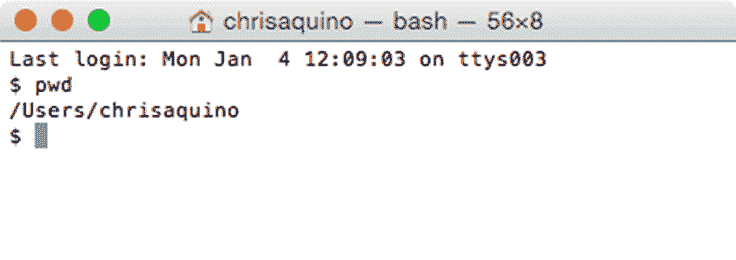 chrisaquino — bash — 56×8
Last login: Mon Jan  4 12:09:03 on ttys003
$ pwd
/Users/chrisaquino
$